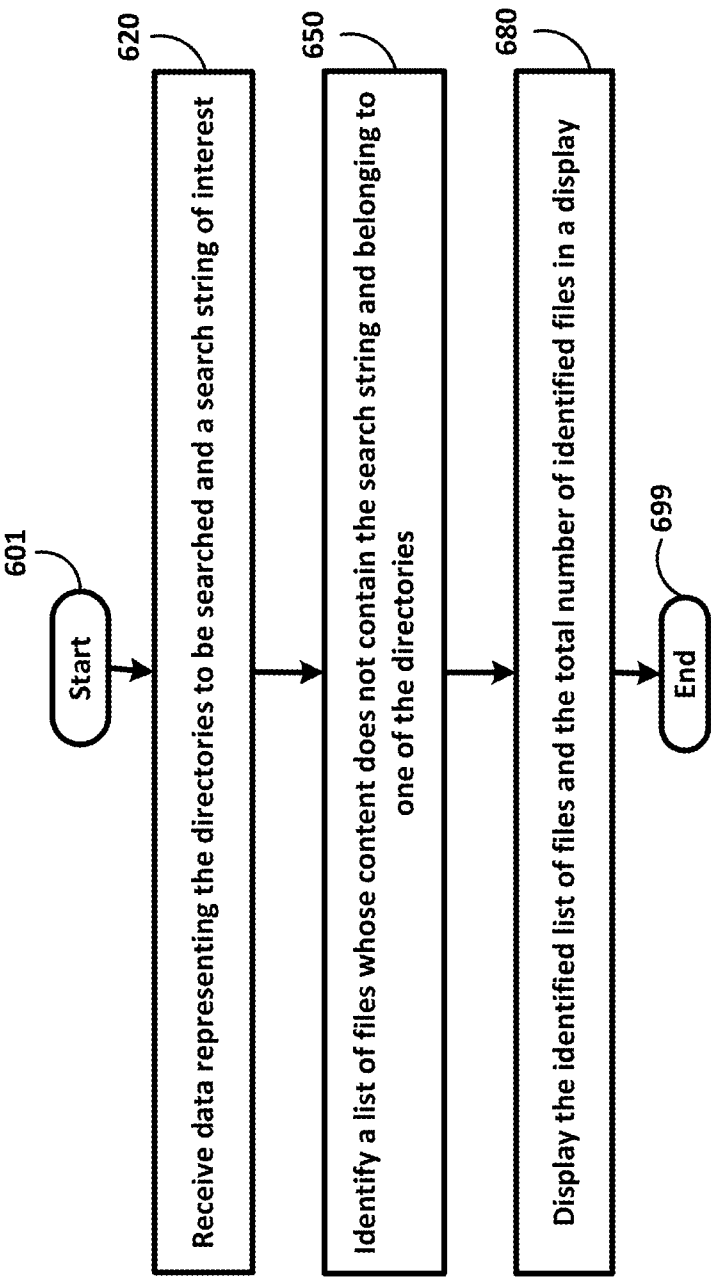 601
Start
620
Receive data representing the directories to be searched and a search string of interest
650
Identify a list of files whose content does not contain the search string and belonging to
one of the directories
680
Display the identified list of files and the total number of identified files in a display
699
End